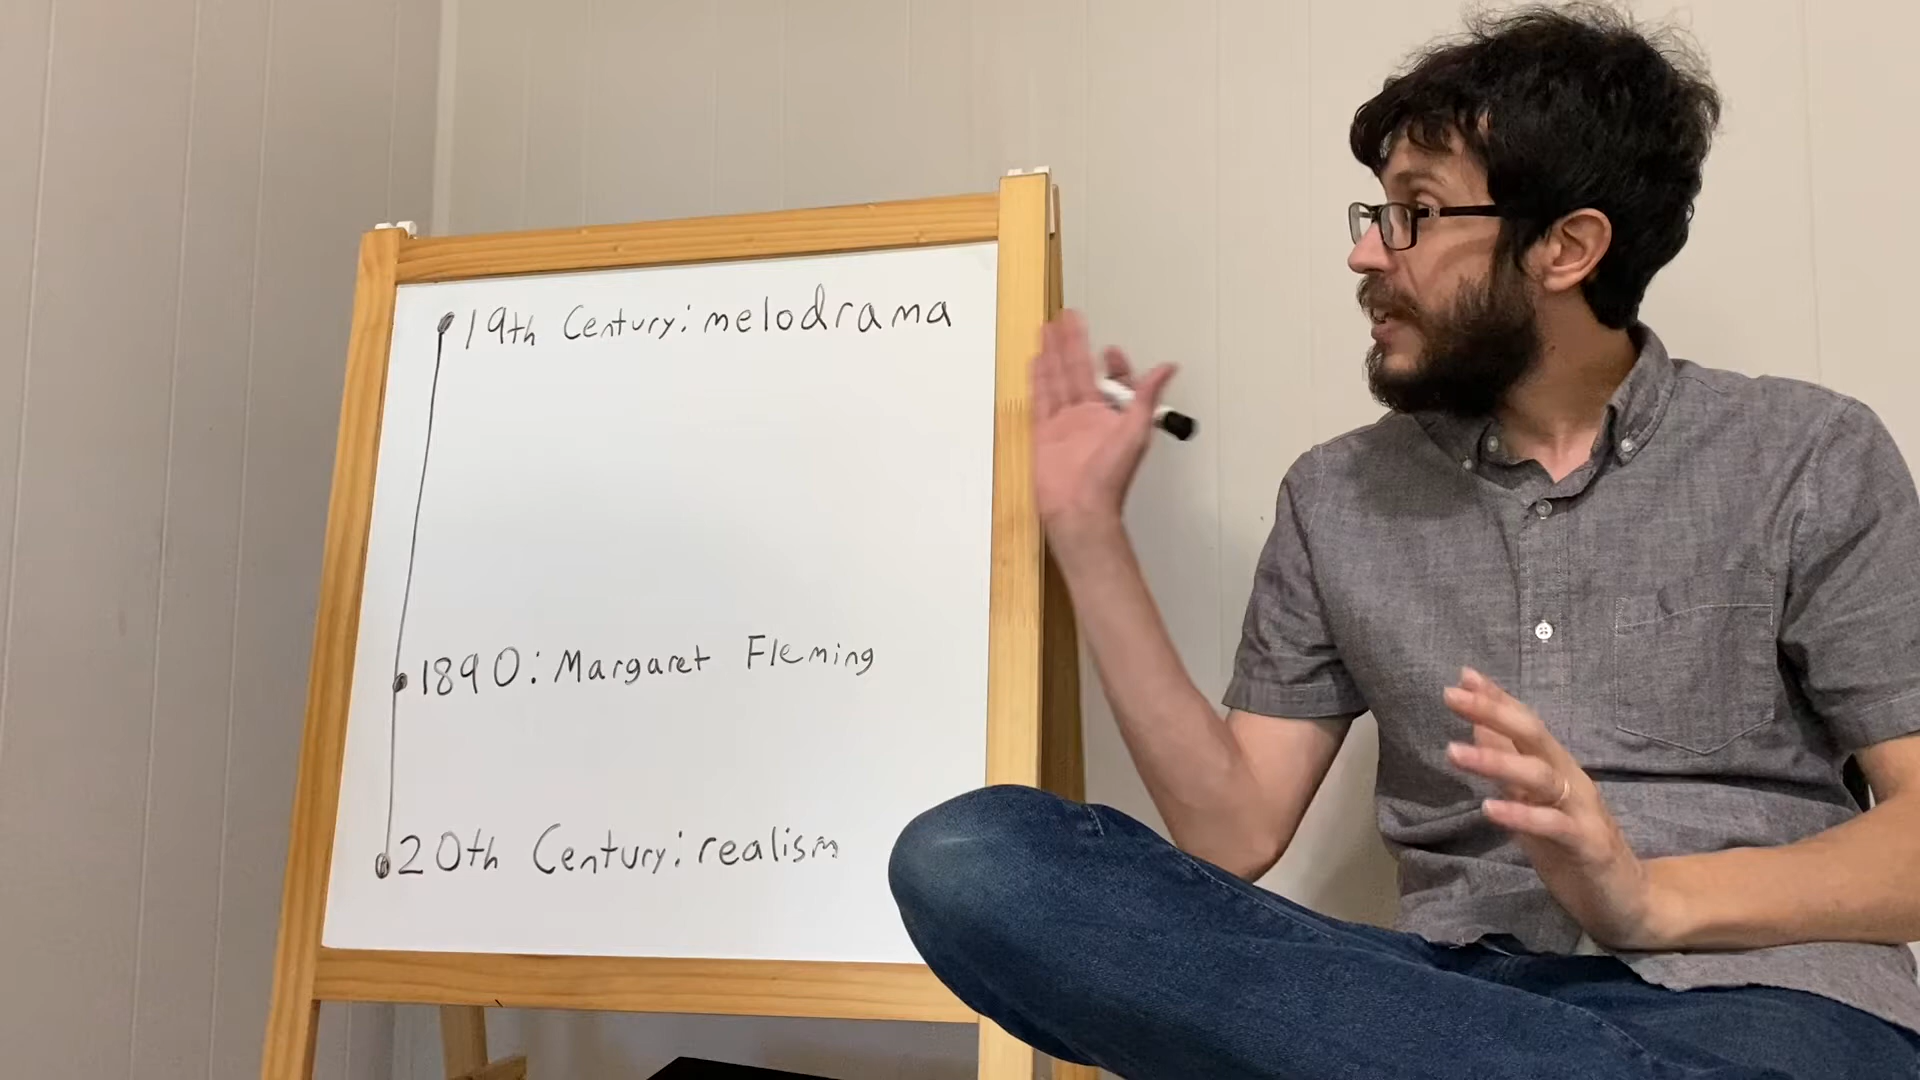 19th Century: melodrama
1890: Margaret Fleming
20th Century: realism